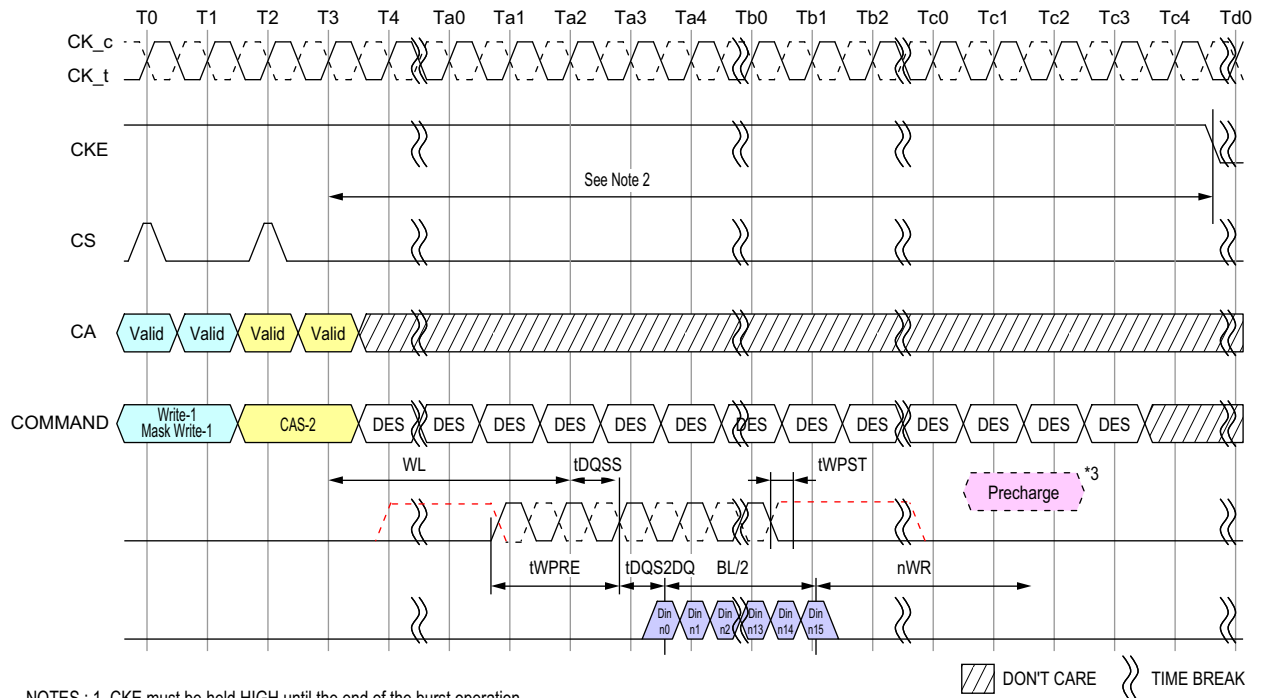 T0 T1 T2 T3 T4 Ta0 Ta1 Ta2 Ta3 Ta4 Tb0 Tb1 Tb2 Tc0 Tc1 Tc2 Tc3 Tc4 Td0
CK_c
CK_t
CKE
See Note 2
CS
CA Valid Valid Valid Valid
COMMAND Write-1 Mask Write-1 CAS-2 DES DES DES DES DES DES DES DES DES DES DES DES DES
WL tDQSS tWPST
Precharge *3
tWPRE tDQS2DQ BL/2 nWR
Din n0 Din n1 Din n2 Din n13 Din n14 Din n15
DON'T CARE TIME BREAK
NOTES : 1. CKE must be held HIGH until the end of the burst operation.